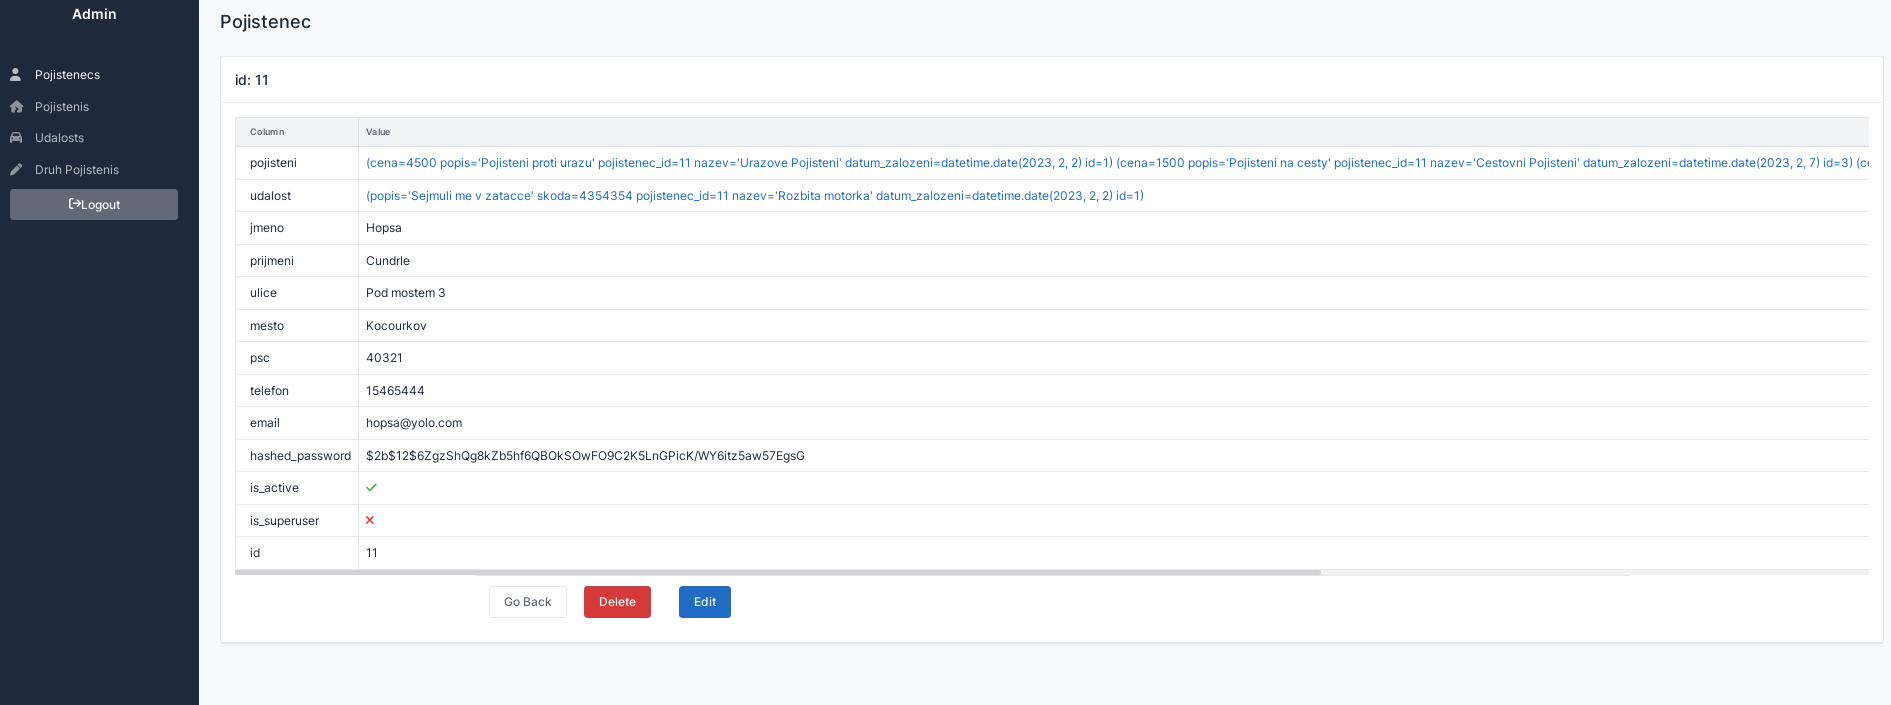 Admin
Pojistenecs
Pojistenis
Udalosts
Druh Pojistenis
Logout
Pojistenec
id: 11
Column Value
pojisteni (cena=4500 popis='Pojisteni proti urazu' pojistenec_id=11 nazev='Urazove Pojisteni' datum_zalozeni=datetime.date(2023, 2, 2) id=1) (cena=1500 popis='Pojisteni na cesty' pojistenec_id=11 nazev='Cestovni Pojisteni' datum_zalozeni=datetime.date(2023, 2, 7) id=3)
udalost (popis='Sejmuli me v zatacce' skoda=4354354 pojistenec_id=11 nazev='Rozbita motorka' datum_zalozeni=datetime.date(2023, 2, 2) id=1)
jmeno Hopsa
prijmeni Cundrle
ulice Pod mostem 3
mesto Kocourkov
psc 40321
telefon 15465444
email hopsa@yolo.com
hashed_password $2b$12$6ZgzShQg8kZb5hf6QBOkSOwFO9C2K5LnGPicK/WY6itz5aw57EgsG
is_active
is_superuser
id 11
Go Back Delete Edit